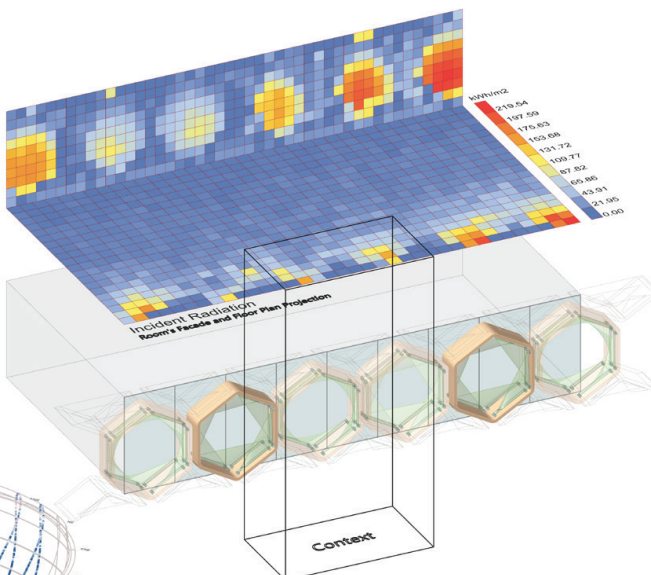 kWh/m2
219.54
197.59
175.63
153.68
131.72
109.77
87.82
65.86
43.91
21.95
0.00
Incident Radiation
Room's Facade and Floor Plan Projection
Context